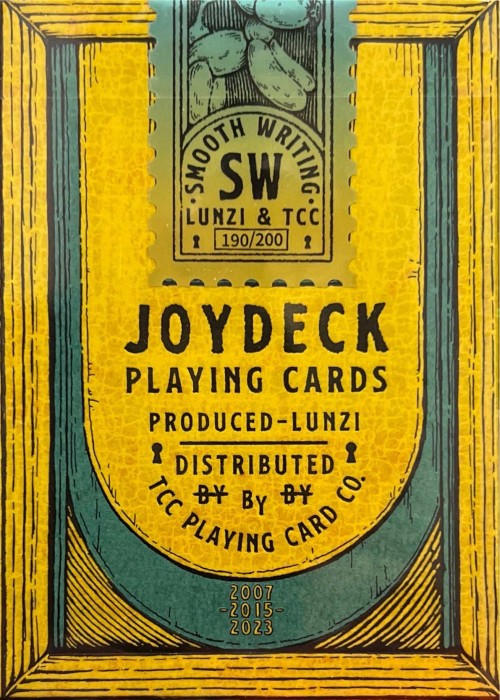 SMOOTH WRITING
SW
LUNZI & TCC
190/200
JOYDECK
PLAYING CARDS
PRODUCED-LUNZI
DISTRIBUTED
BY By BY
TCC PLAYING CARD CO.
2007
-2015-
2023